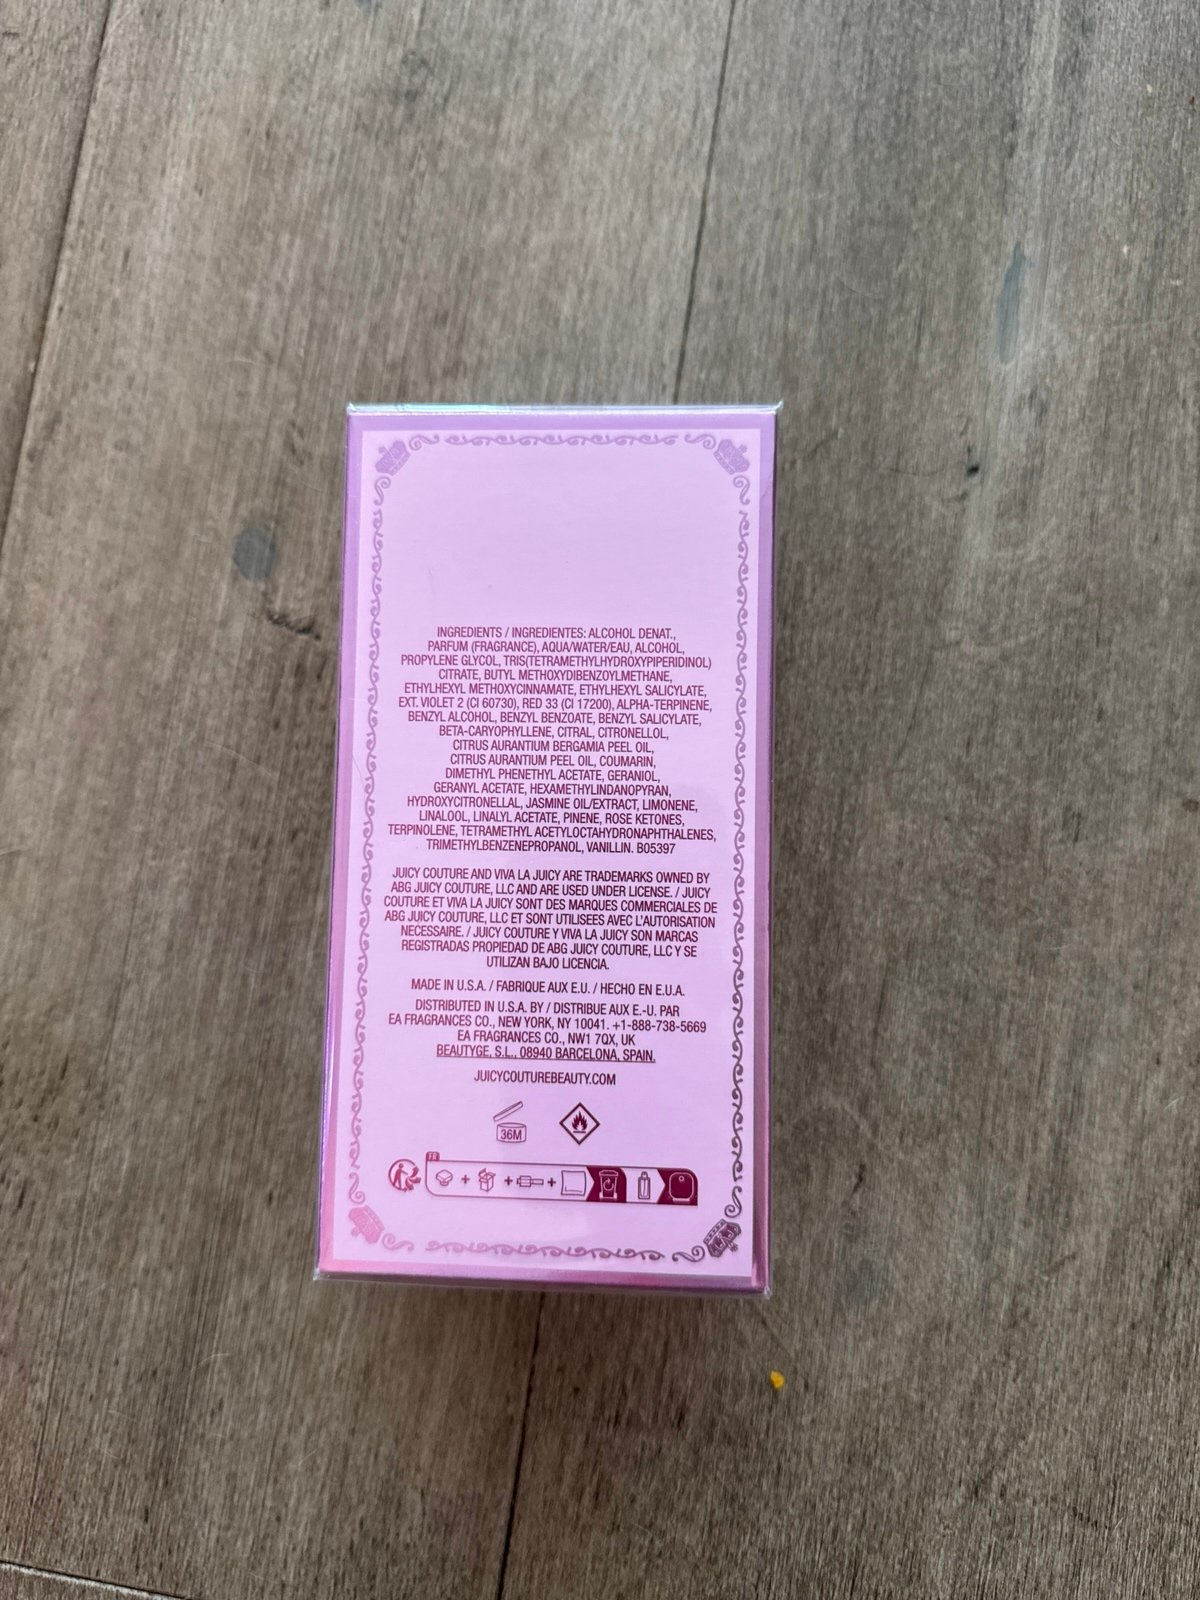 INGREDIENTS / INGREDIENTES: ALCOHOL DENAT.,
PARFUM (FRAGRANCE), AQUA/WATER/EAU, ALCOHOL,
PROPYLENE GLYCOL, TRIS(TETRAMETHYLHYDROXYPIPERIDINOL)
CITRATE, BUTYL METHOXYDIBENZOYLMETHANE,
ETHYLHEXYL METHOXYCINNAMATE, ETHYLHEXYL SALICYLATE,
EXT. VIOLET 2 (CI 60730), RED 33 (CI 17200), ALPHA-TERPINENE,
BENZYL ALCOHOL, BENZYL BENZOATE, BENZYL SALICYLATE,
BETA-CARYOPHYLLENE, CITRAL, CITRONELLOL,
CITRUS AURANTIUM BERGAMIA PEEL OIL,
CITRUS AURANTIUM PEEL OIL, COUMARIN,
DIMETHYL PHENETHYL ACETATE, GERANIOL,
GERANYL ACETATE, HEXAMETHYLINDANOPYRAN,
HYDROXYCITRONELLAL, JASMINE OIL/EXTRACT, LIMONENE,
LINALOOL, LINALYL ACETATE, PINENE, ROSE KETONES,
TERPINOLENE, TETRAMETHYL ACETYLOCTAHYDRONAPHTHALENES,
TRIMETHYLBENZENEPROPANOL, VANILLIN. B05397
JUICY COUTURE AND VIVA LA JUICY ARE TRADEMARKS OWNED BY
ABG JUICY COUTURE, LLC AND ARE USED UNDER LICENSE. / JUICY
COUTURE ET VIVA LA JUICY SONT DES MARQUES COMMERCIALES DE
ABG JUICY COUTURE, LLC ET SONT UTILISEES AVEC L'AUTORISATION
NECESSAIRE. / JUICY COUTURE Y VIVA LA JUICY SON MARCAS
REGISTRADAS PROPIEDAD DE ABG JUICY COUTURE, LLC Y SE
UTILIZAN BAJO LICENCIA.
MADE IN U.S.A. / FABRIQUE AUX E.U. / HECHO EN E.U.A.
DISTRIBUTED IN U.S.A. BY / DISTRIBUE AUX E.-U. PAR
EA FRAGRANCES CO., NEW YORK, NY 10041. +1-888-738-5669
EA FRAGRANCES CO., NW1 7QX, UK
BEAUTYGE, S.L., 08940 BARCELONA, SPAIN.
JUICYCOUTUREBEAUTY.COM
36M
FR